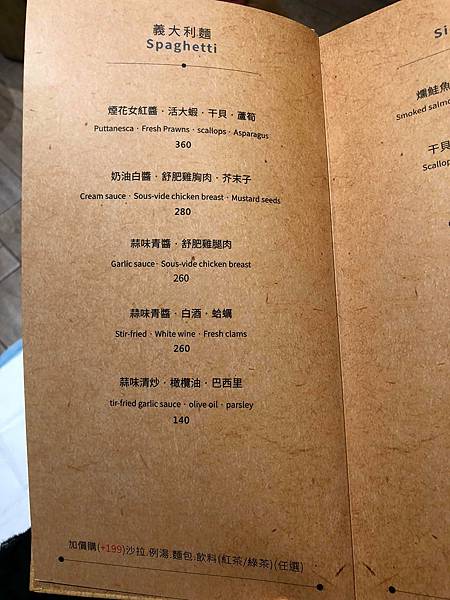 義大利麵
Spaghetti
煙花女紅醬．活大蝦．干貝．蘆筍
Puttanesca · Fresh Prawns · scallops · Asparagus
360
奶油白醬．舒肥雞胸肉．芥末子
Cream sauce · Sous-vide chicken breast · Mustard seeds
280
蒜味青醬．舒肥雞腿肉
Garlic sauce · Sous-vide chicken breast
260
蒜味青醬．白酒．蛤蠣
Stir-fried · White wine · Fresh clams
260
蒜味清炒．橄欖油．巴西里
tir-fried garlic sauce · olive oil · parsley
140
加價購(+199)沙拉.例湯.麵包.飲料(紅茶/綠茶)(任選)
Si
燻鮭魚
Smoked salmo
干貝
Scallo